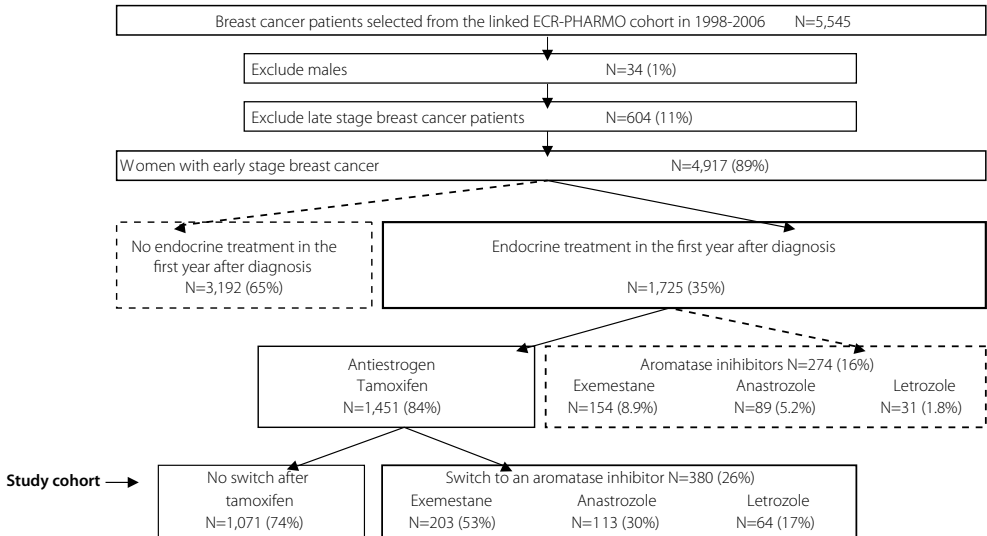 Breast cancer patients selected from the linked ECR-PHARMO cohort in 1998-2006 N=5,545
Exclude males N=34 (1%)
Exclude late stage breast cancer patients N=604 (11%)
Women with early stage breast cancer N=4,917 (89%)
No endocrine treatment in the
first year after diagnosis
N=3,192 (65%)
Endocrine treatment in the first year after diagnosis
N=1,725 (35%)
Antiestrogen
Tamoxifen
N=1,451 (84%)
Aromatase inihibitors N=274 (16%)
Exemestane Anastrozole Letrozole
N=154 (8.9%) N=89 (5.2%) N=31 (1.8%)
Study cohort
No switch after
tamoxifen
N=1,071 (74%)
Switch to an aromatase inhibitor N=380 (26%)
Exemestane Anastrozole Letrozole
N=203 (53%) N=113 (30%) N=64 (17%)